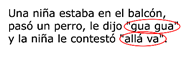 Una niña estaba en el balcón,
pasó un perro, le dijo "gua gua"
y la niña le contestó "allá va".